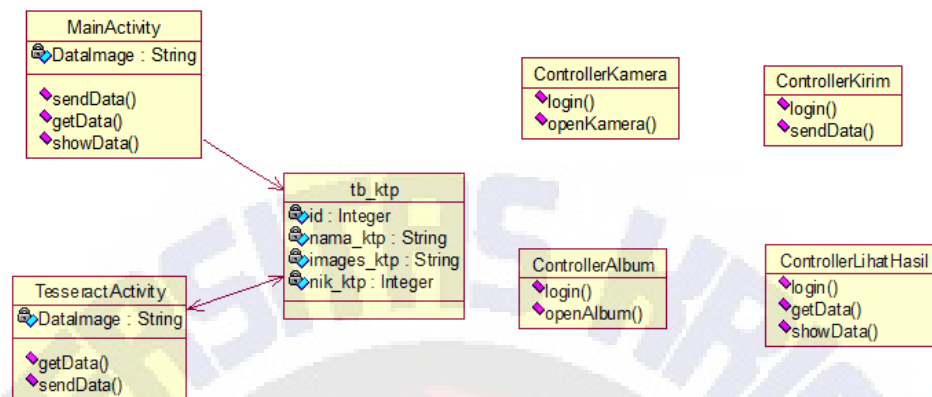 MainActivity
DataImage : String
sendData()
getData()
showData()
ControllerKamera
login()
openKamera()
ControllerKirim
login()
sendData()
tb_ktp
id : Integer
nama_ktp : String
images_ktp : String
nik_ktp : Integer
TesseractActivity
DataImage : String
getData()
sendData()
ControllerAlbum
login()
openAlbum()
ControllerLihatHasil
login()
getData()
showData()